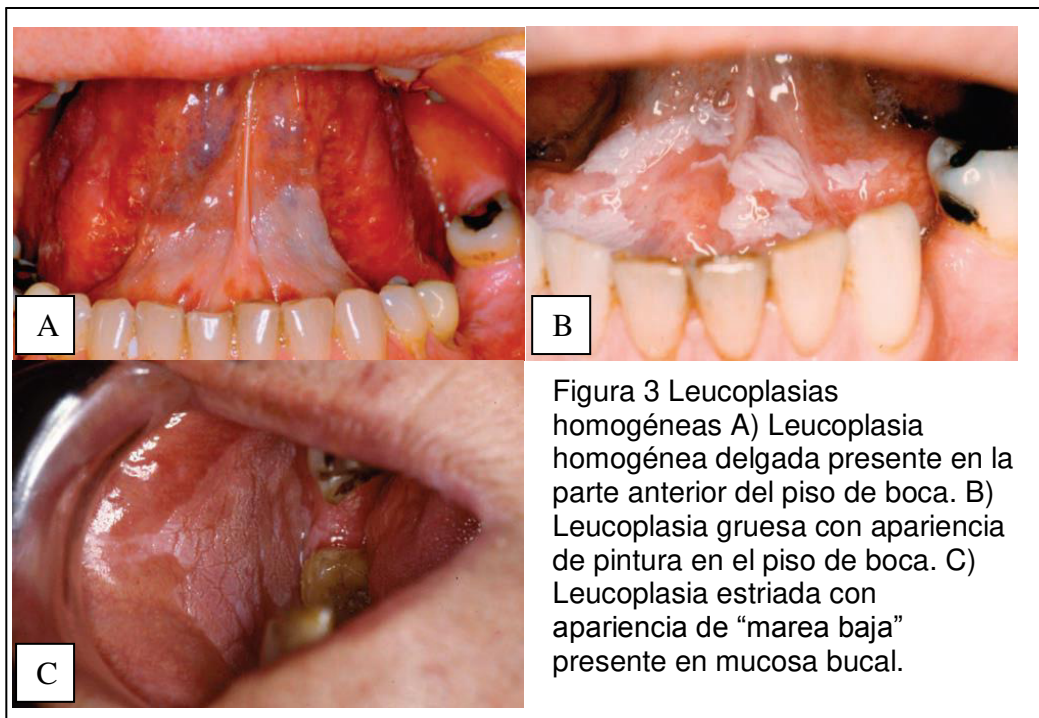 A
B
C
Figura 3 Leucoplasias
homogéneas A) Leucoplasia
homogénea delgada presente en la
parte anterior del piso de boca. B)
Leucoplasia gruesa con apariencia
de pintura en el piso de boca. C)
Leucoplasia estriada con
apariencia de “marea baja”
presente en mucosa bucal.